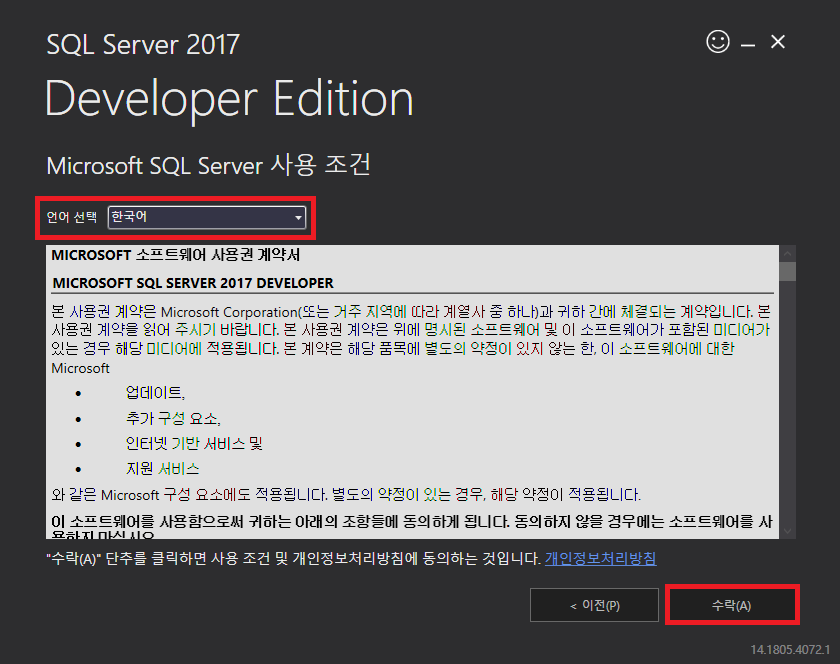 SQL Server 2017
Developer Edition
Microsoft SQL Server 사용 조건
언어 선택 한국어
MICROSOFT 소프트웨어 사용권 계약서
MICROSOFT SQL SERVER 2017 DEVELOPER
본 사용권 계약은 Microsoft Corporation(또는 거주 지역에 따라 계열사 중 하나)과 귀하 간에 체결되는 계약입니다. 본
사용권 계약을 읽어 주시기 바랍니다. 본 사용권 계약은 위에 명시된 소프트웨어 및 이 소프트웨어가 포함된 미디어가
있는 경우 해당 미디어에 적용됩니다. 본 계약은 해당 품목에 별도의 약정이 있지 않는 한, 이 소프트웨어에 대한
Microsoft
• 업데이트,
• 추가 구성 요소,
• 인터넷 기반 서비스 및
• 지원 서비스
와 같은 Microsoft 구성 요소에도 적용됩니다. 별도의 약정이 있는 경우, 해당 약정이 적용됩니다.
이 소프트웨어를 사용함으로써 귀하는 아래의 조항들에 동의하게 됩니다. 동의하지 않을 경우에는 소프트웨어를 사
용하지 마십시오
"수락(A)" 단추를 클릭하면 사용 조건 및 개인정보처리방침에 동의하는 것입니다. 개인정보처리방침
< 이전(P)
수락(A)
14.1805.4072.1